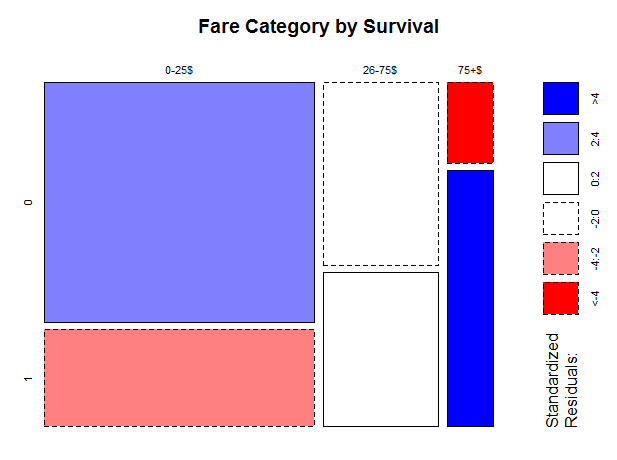 Fare Category by Survival
0-25$ 26-75$ 75+$
0
1
>4
2:4
0:2
-2:0
-4:-2
<-4
Standardized
Residuals: